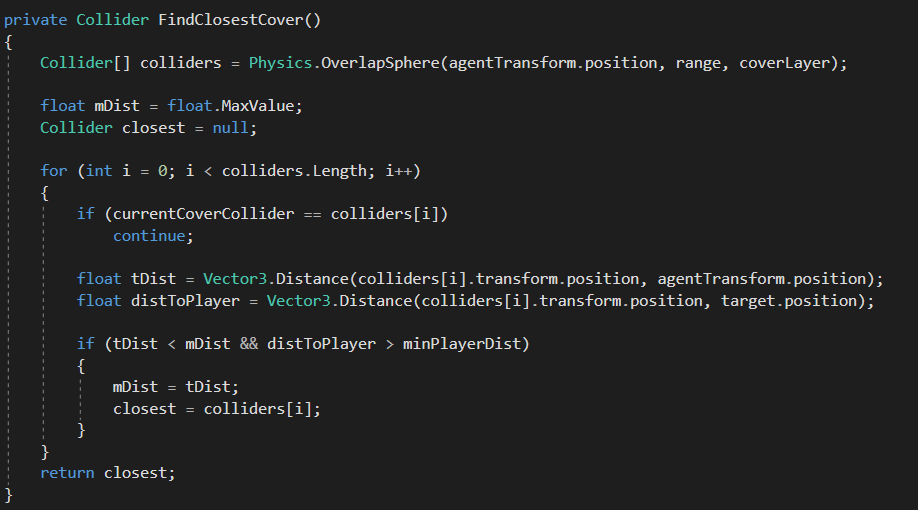 private Collider FindClosestCover()
{
    Collider[] colliders = Physics.OverlapSphere(agentTransform.position, range, coverLayer);

    float mDist = float.MaxValue;
    Collider closest = null;

    for (int i = 0; i < colliders.Length; i++)
    {
        if (currentCoverCollider == colliders[i])
            continue;

        float tDist = Vector3.Distance(colliders[i].transform.position, agentTransform.position);
        float distToPlayer = Vector3.Distance(colliders[i].transform.position, target.position);

        if (tDist < mDist && distToPlayer > minPlayerDist)
        {
            mDist = tDist;
            closest = colliders[i];
        }
    }
    return closest;
}